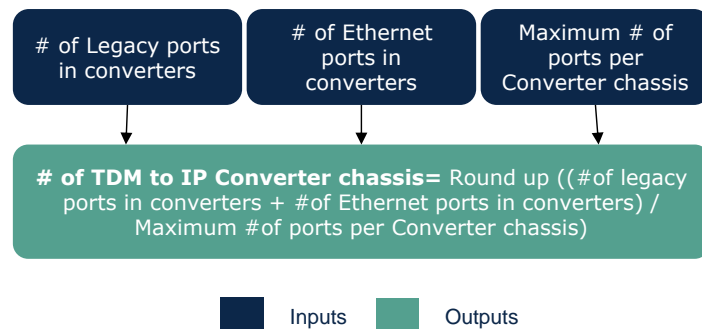 # of Legacy ports
in converters
# of Ethernet
ports in
converters
Maximum # of
ports per
Converter chassis
# of TDM to IP Converter chassis= Round up ((#of legacy
ports in converters + #of Ethernet ports in converters) /
Maximum #of ports per Converter chassis)
Inputs
Outputs